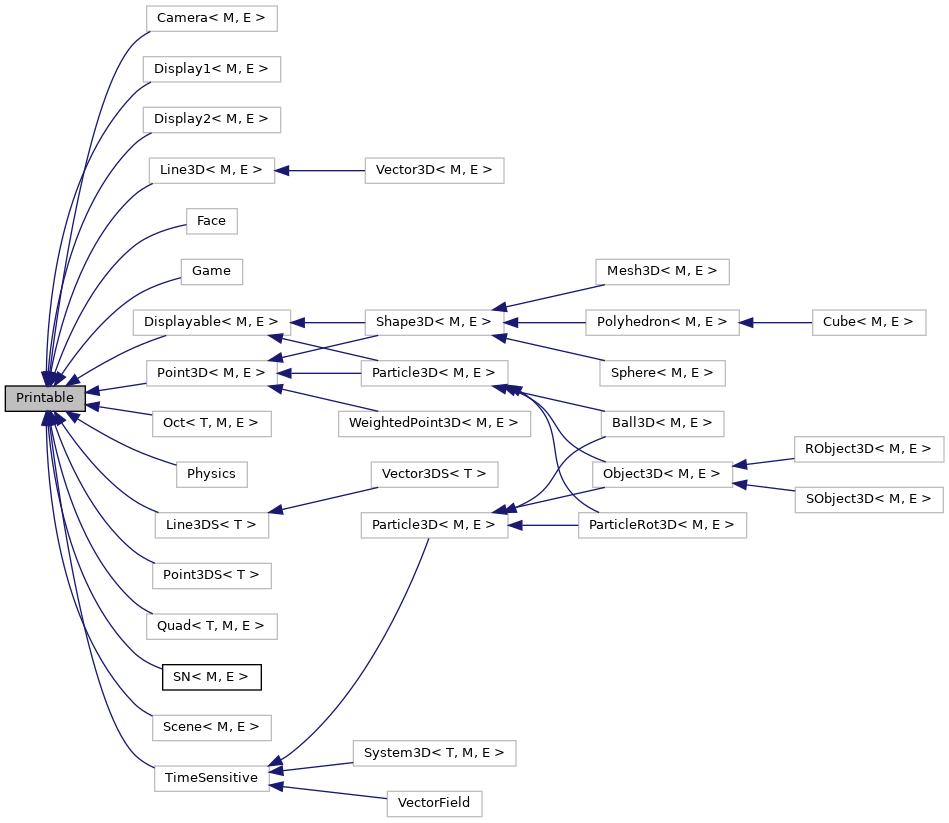 Camera< M, E >
Display1< M, E >
Display2< M, E >
Line3D< M, E >
Vector3D< M, E >
Face
Game
Mesh3D< M, E >
Displayable< M, E >
Shape3D< M, E >
Polyhedron< M, E >
Cube< M, E >
Point3D< M, E >
Particle3D< M, E >
Sphere< M, E >
Printable
Oct< T, M, E >
WeightedPoint3D< M, E >
Ball3D< M, E >
RObject3D< M, E >
Physics
Vector3DS< T >
Object3D< M, E >
SObject3D< M, E >
Line3DS< T >
Particle3D< M, E >
ParticleRot3D< M, E >
Point3DS< T >
Quad< T, M, E >
SN< M, E >
Scene< M, E >
System3D< T, M, E >
TimeSensitive
VectorField